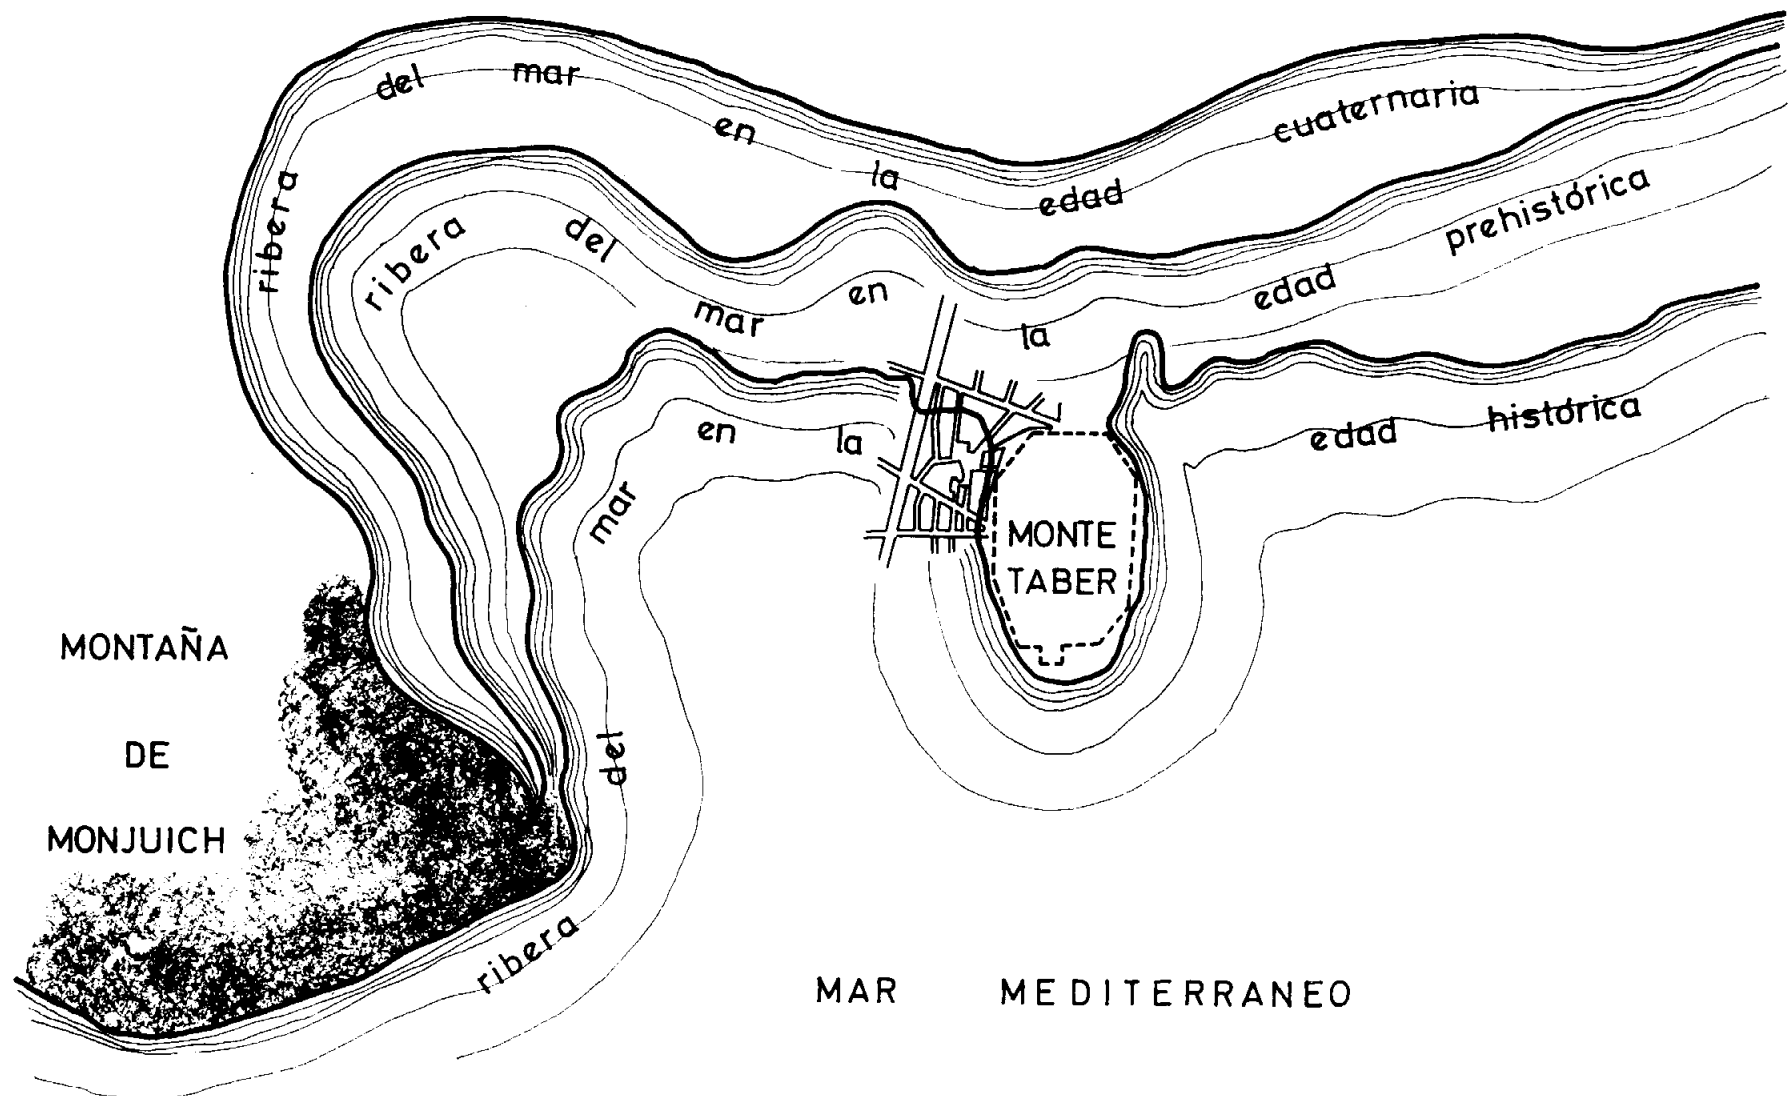 ribera del mar en la edad cuaternaria
ribera del mar en la edad prehistórica
ribera del mar en la edad histórica
MONTE
TABER
MONTAÑA
DE
MONJUICH
MAR MEDITERRANEO